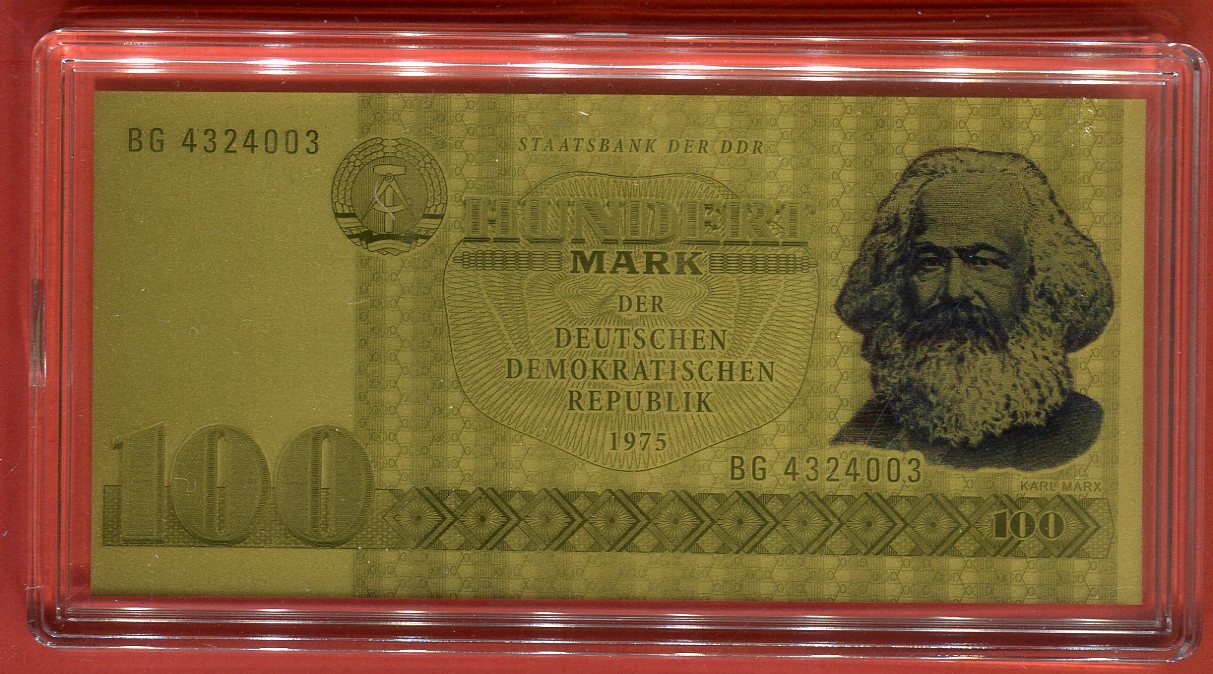 BG 4324003
STAATSBANK DER DDR
HUNDERT
MARK
DER
DEUTSCHEN
DEMOKRATISCHEN
REPUBLIK
1975
BG 4324003
KARL MARX
100
100